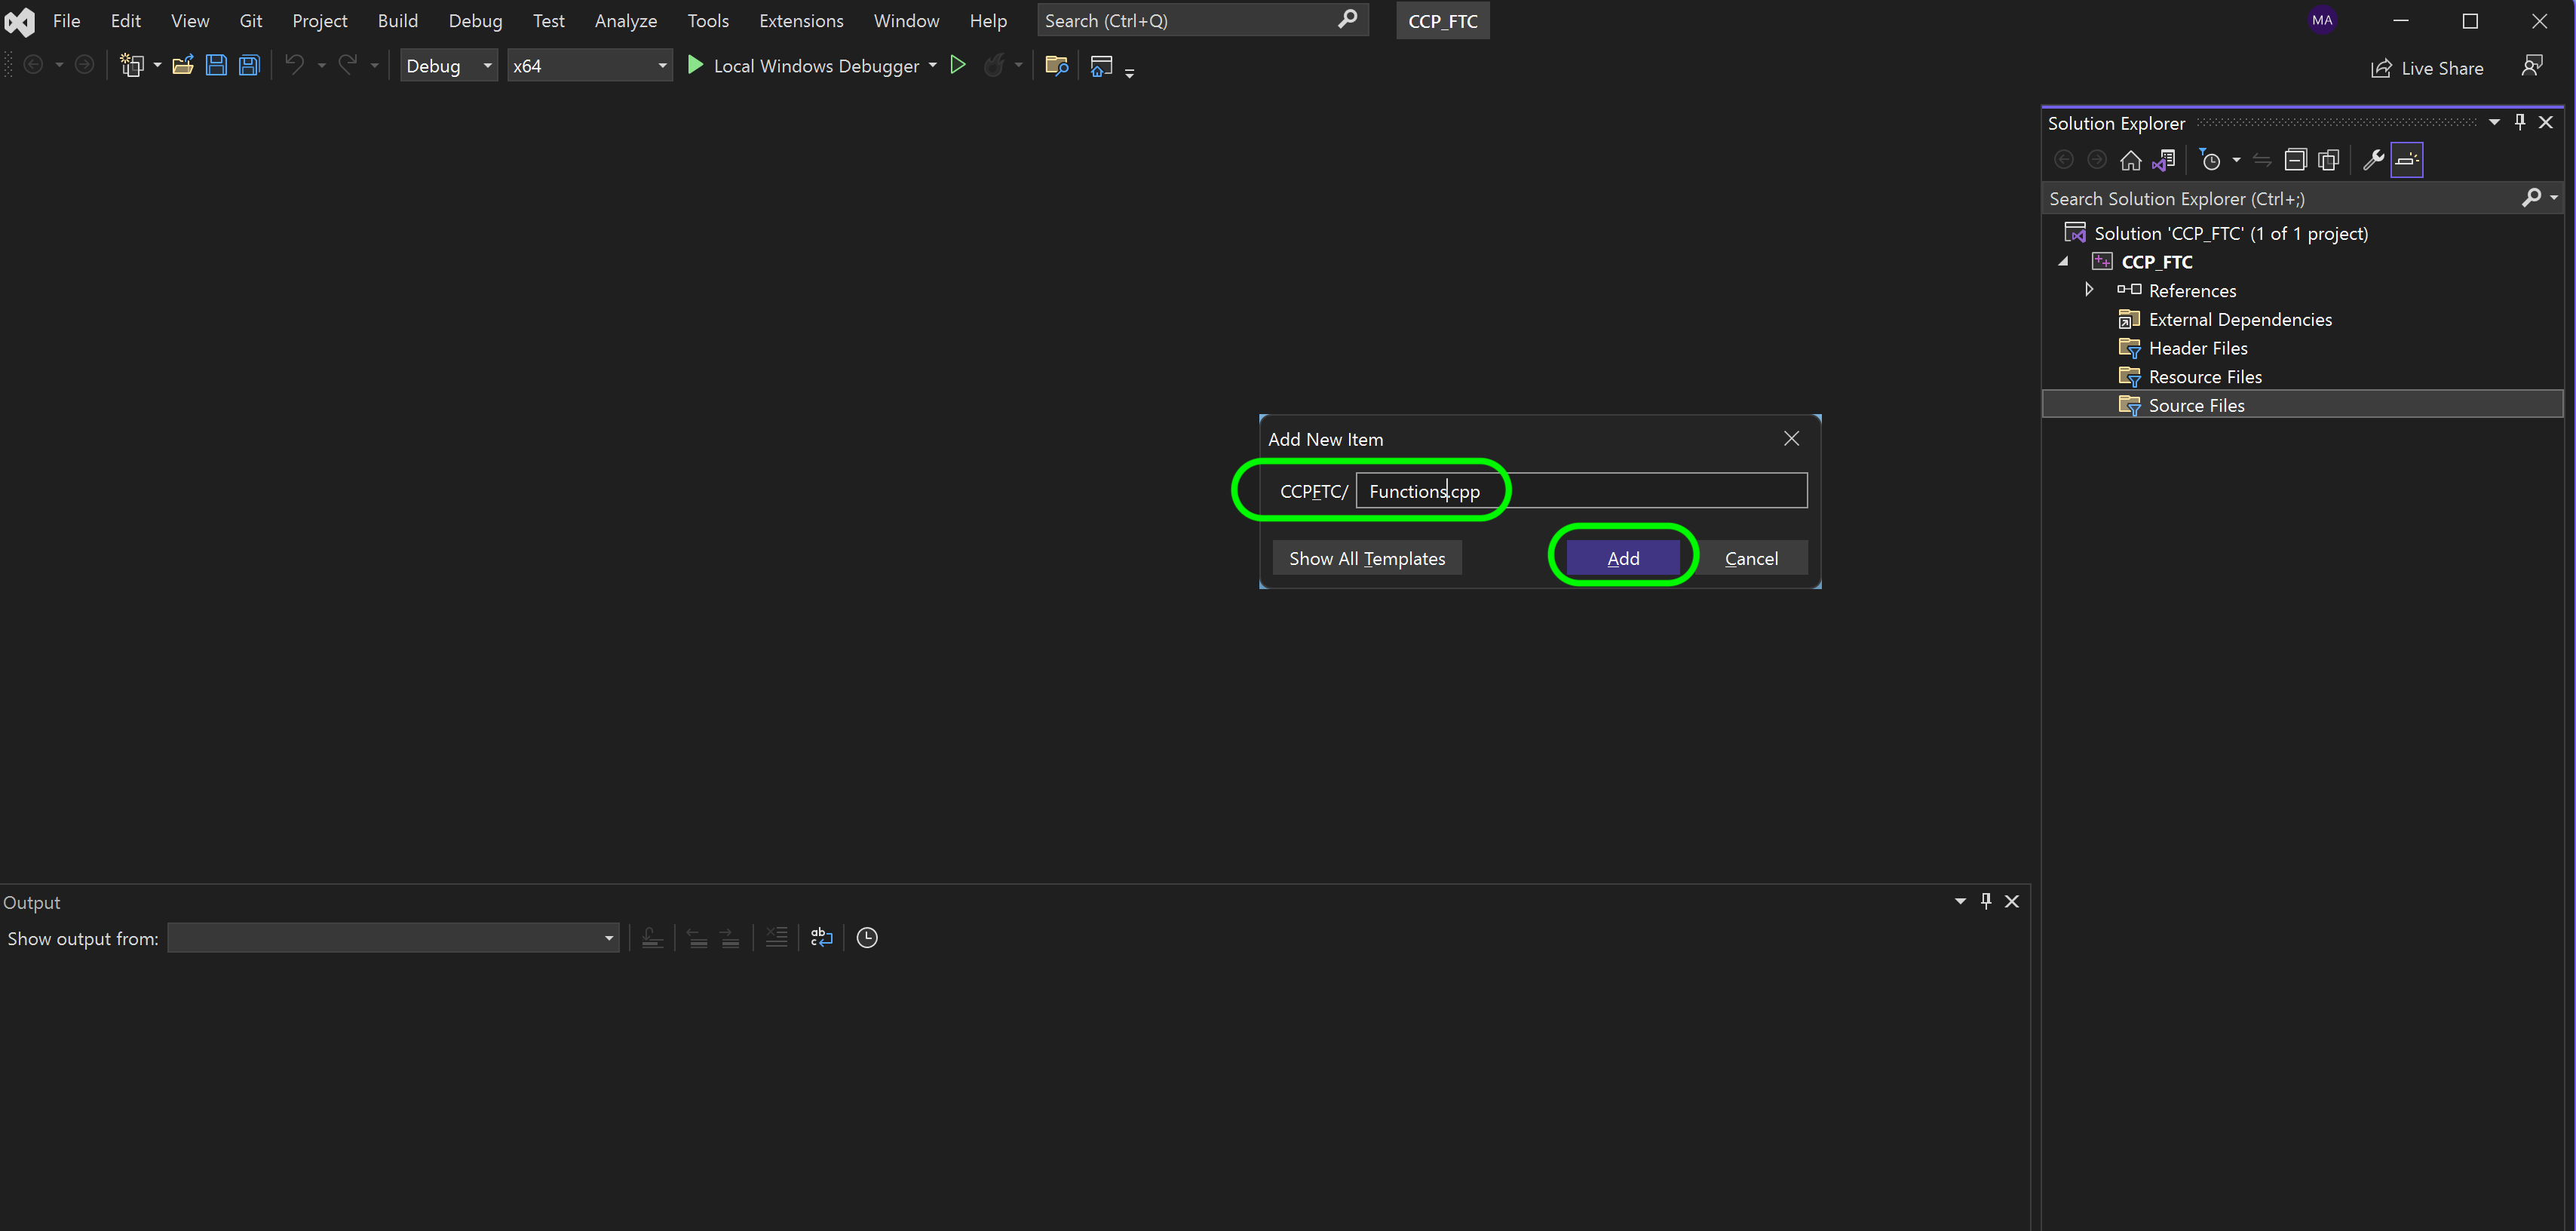 File Edit View Git Project Build Debug Test Analyze Tools Extensions Window Help Search (Ctrl+Q) CCP_FTC MA
Debug x64 Local Windows Debugger Live Share
Solution Explorer
Search Solution Explorer (Ctrl+;)
Solution 'CCP_FTC' (1 of 1 project)
CCP_FTC
References
External Dependencies
Header Files
Resource Files
Source Files
Add New Item
CCPFTC/ Functions.cpp
Show All Templates Add Cancel
Output
Show output from: